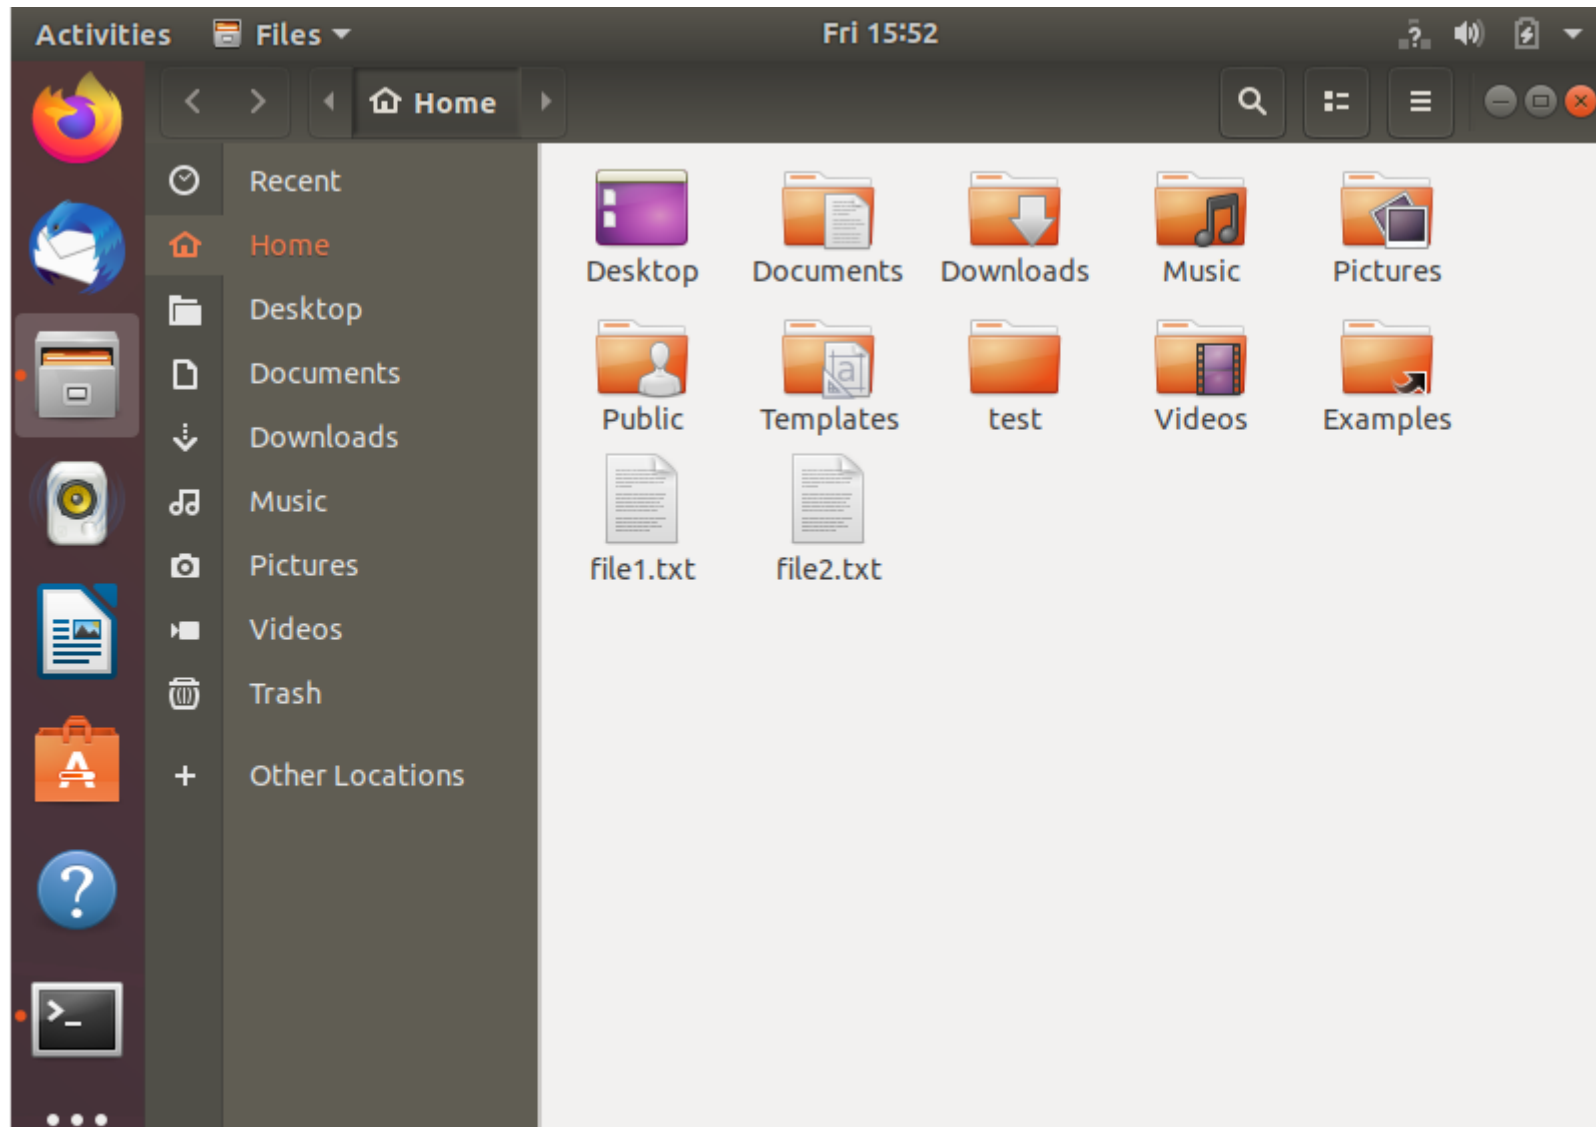 Activities Files Fri 15:52
Home
Recent
Home
Desktop
Documents
Downloads
Music
Pictures
Videos
Trash
Other Locations
Desktop Documents Downloads Music Pictures
Public Templates test Videos Examples
file1.txt file2.txt